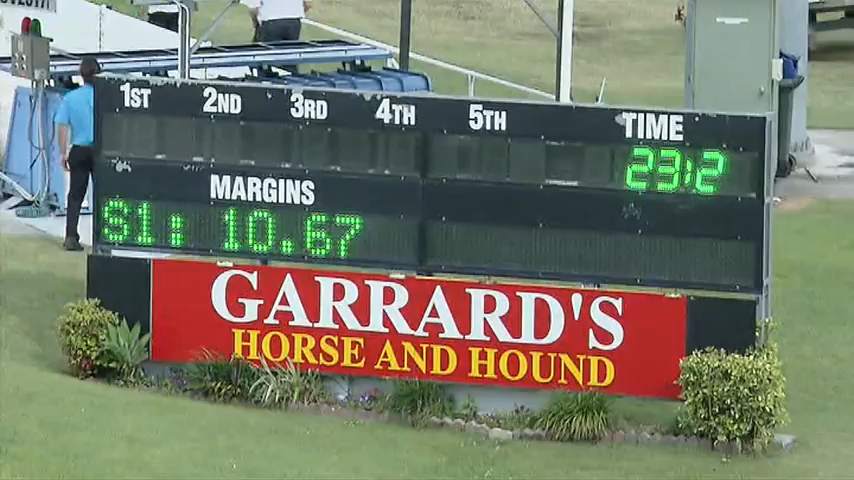 1ST 2ND 3RD 4TH 5TH TIME
23:2
MARGINS
S1: 10.67
GARRARD'S
HORSE AND HOUND